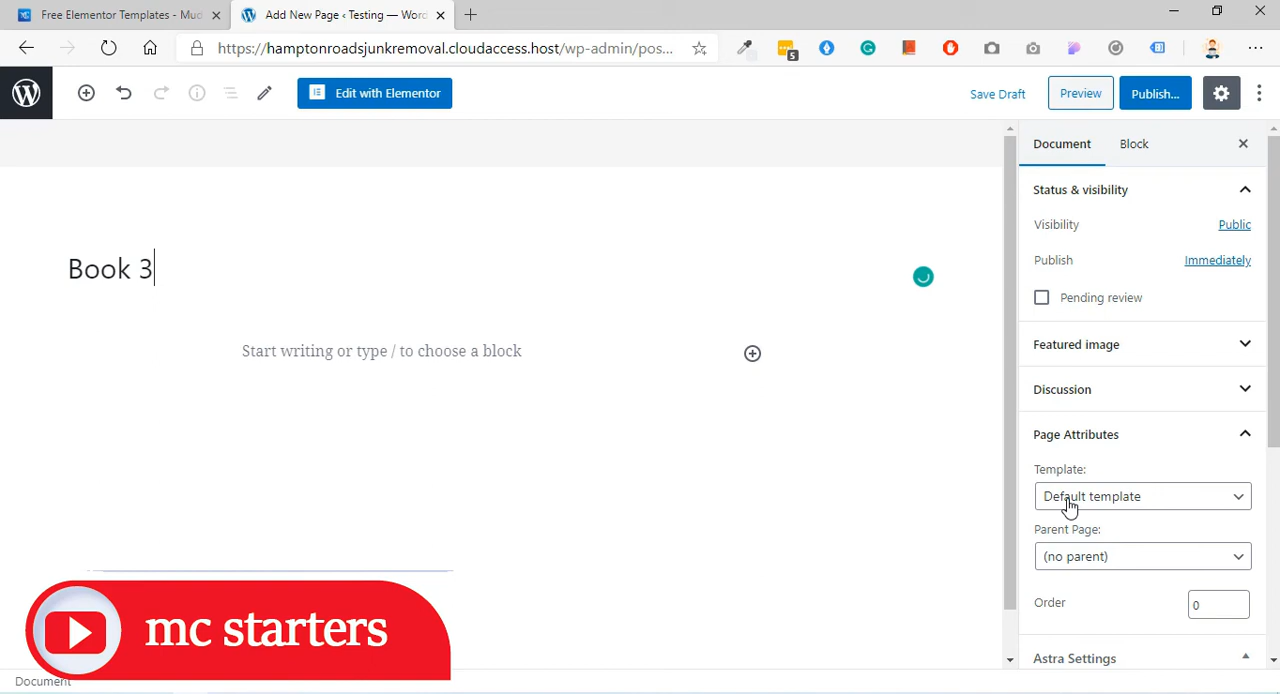 Free Elementor Templates - Mud
Add New Page ‹ Testing — Word
https://hamptonroadsjunkremoval.cloudaccess.host/wp-admin/pos...
5
Edit with Elementor
Save Draft
Preview
Publish...
Document
Block
Status & visibility
Visibility
Public
Book 3
Publish
Immediately
Pending review
Start writing or type / to choose a block
Featured image
Discussion
Page Attributes
Template:
Default template
Parent Page:
(no parent)
Order
0
mc starters
Astra Settings
Document